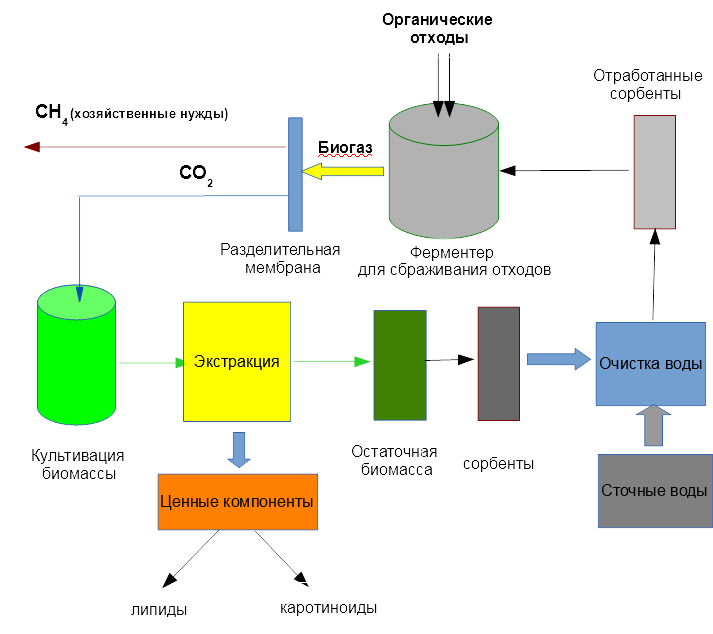 Органические
отходы
Отработанные
сорбенты
CH4 (хозяйственные нужды)
Биогаз
CO2
Разделительная
мембрана
Ферментер
для сбраживания отходов
Экстракция
Очистка воды
Культивация
биомассы
Остаточная
биомасса
сорбенты
Ценные компоненты
Сточные воды
липиды
каротиноиды